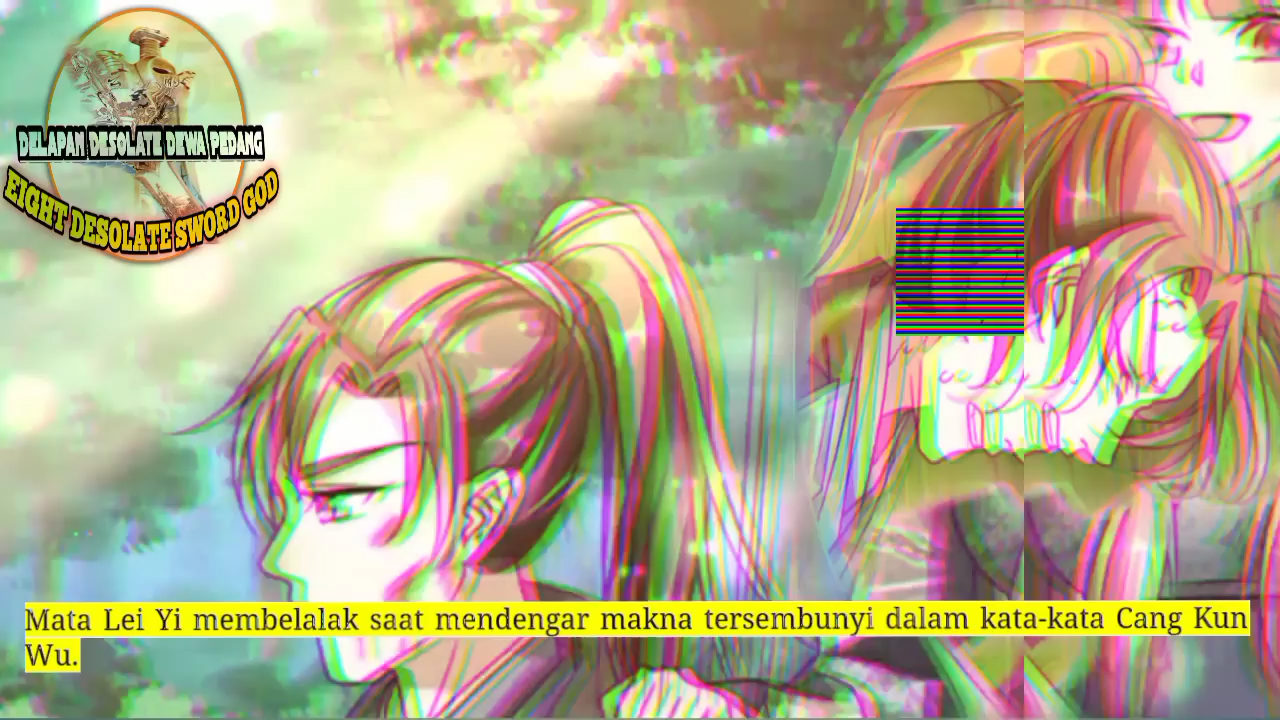 DELAPAN DESOLATE DEWA PEDANG
EIGHT DESOLATE SWORD GOD
Mata Lei Yi membelalak saat mendengar makna tersembunyi dalam kata-kata Cang Kun
Wu.